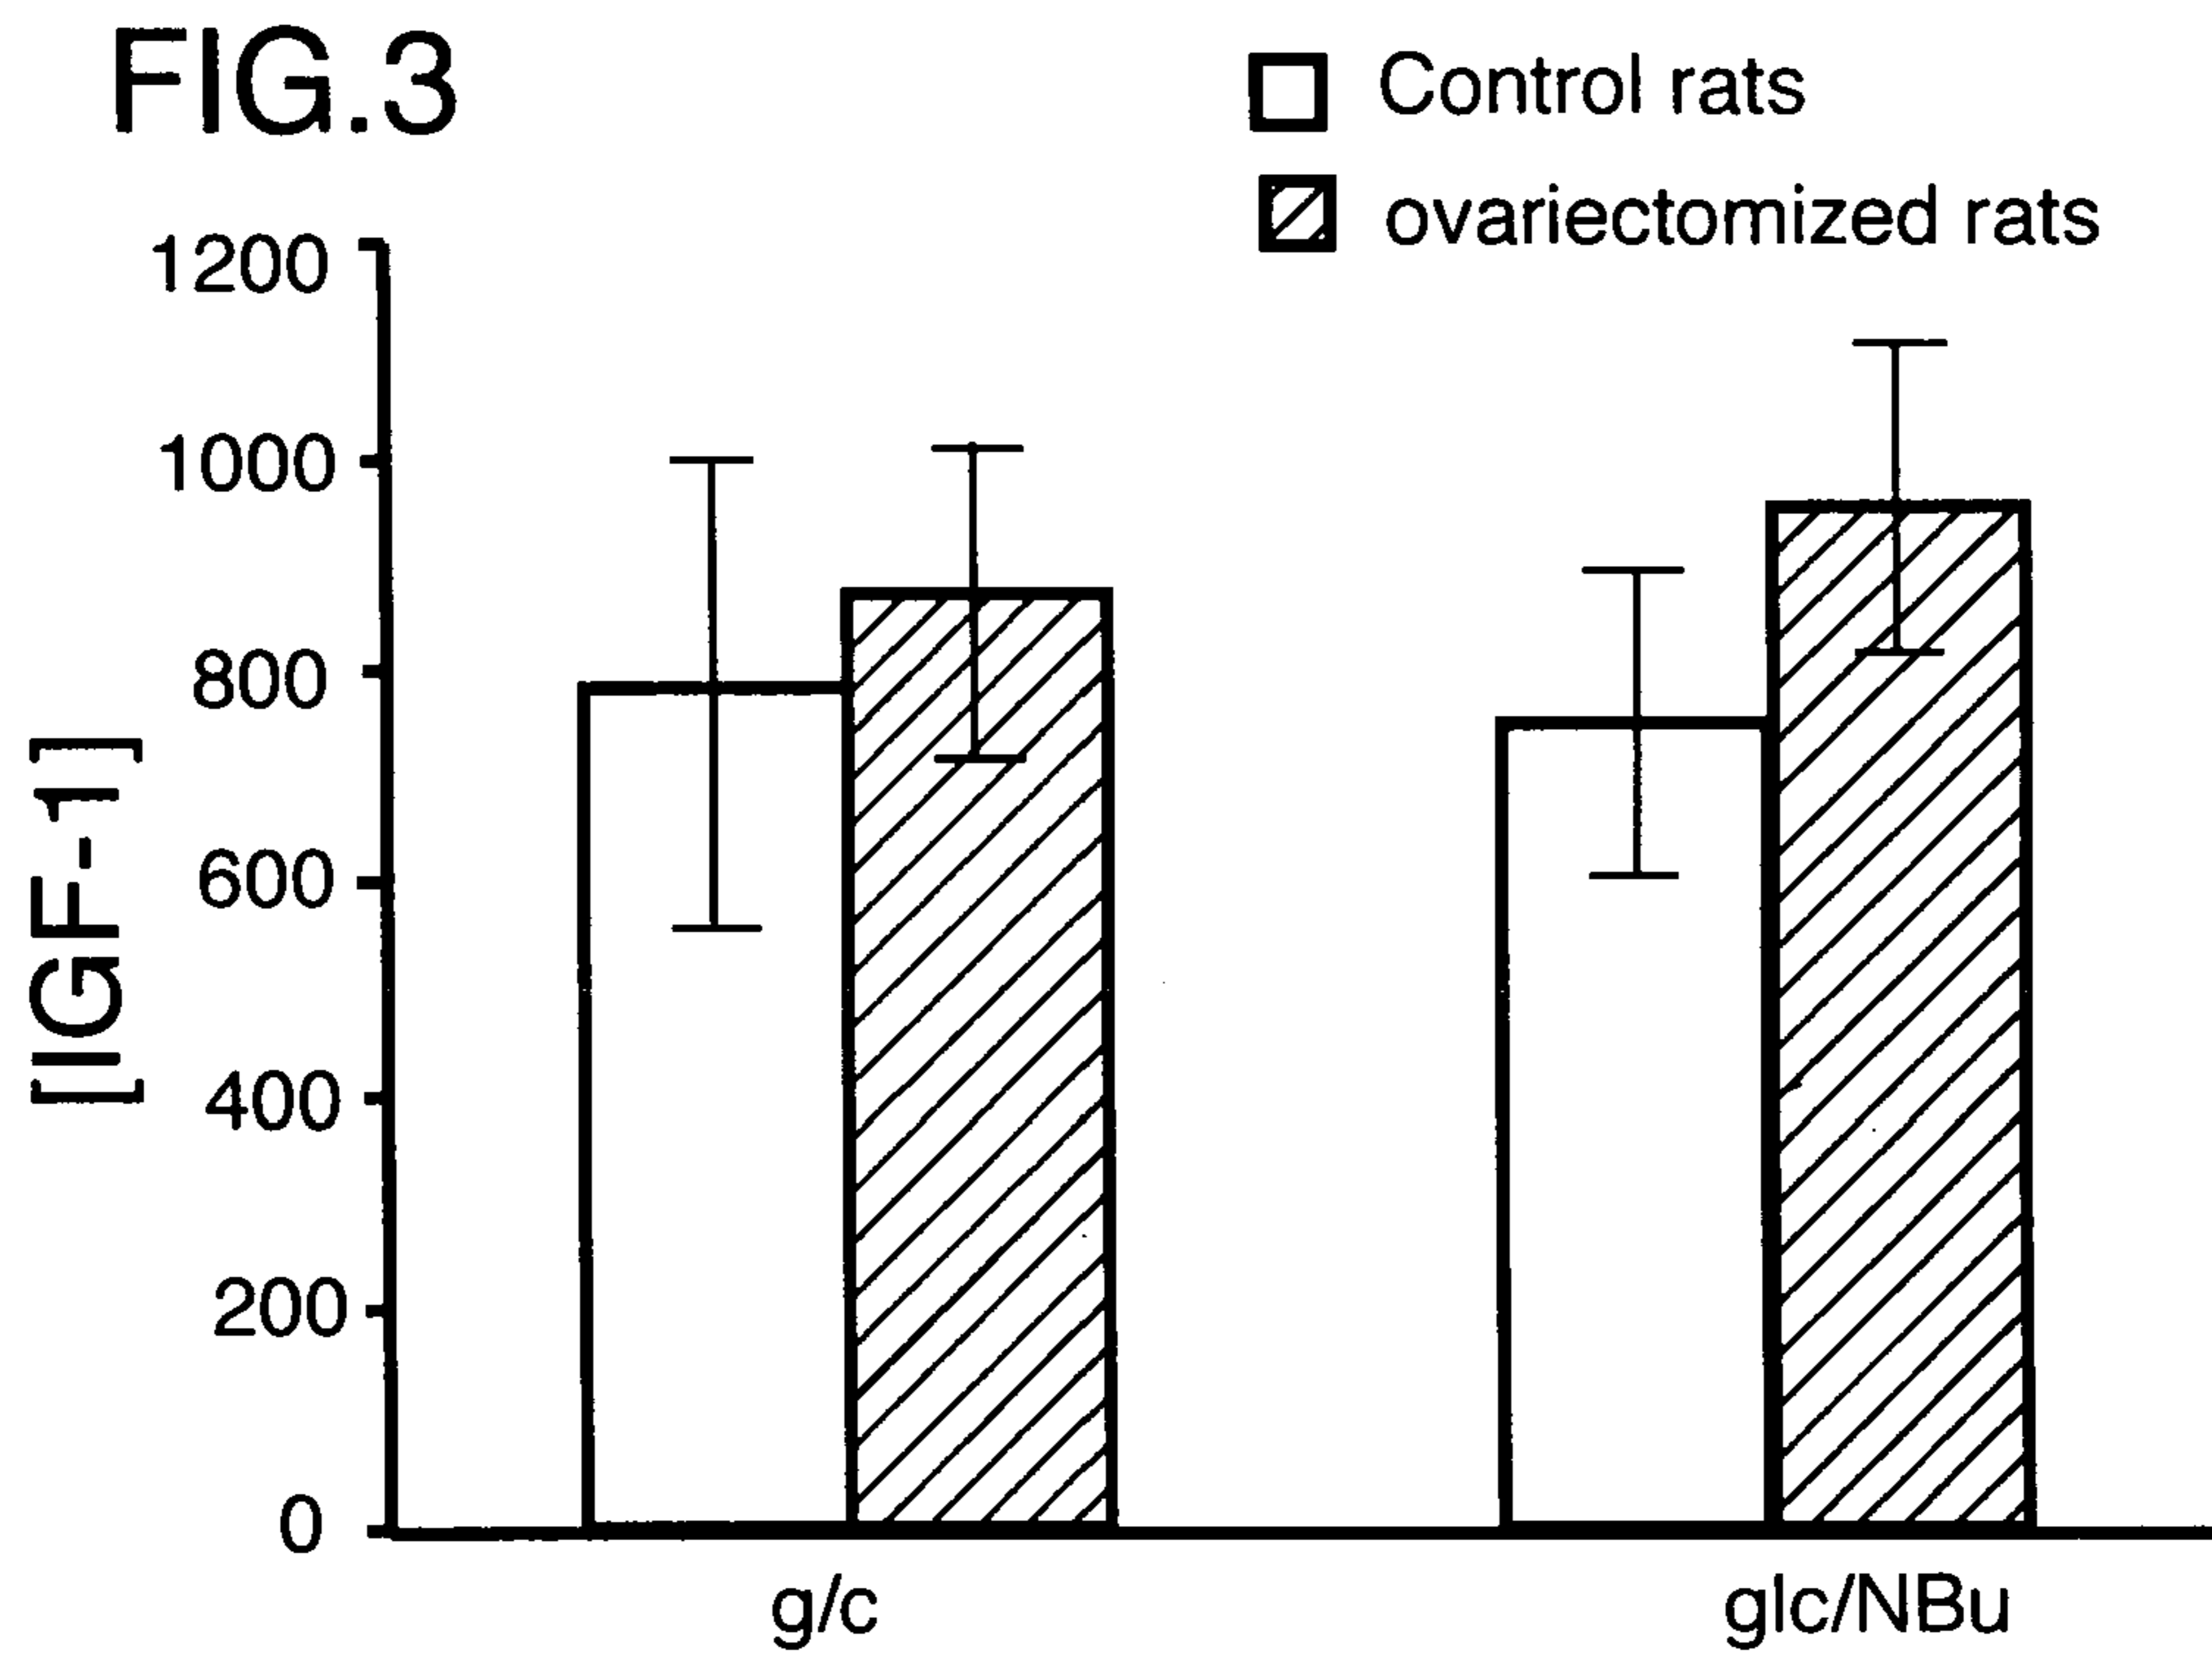 FIG.3
Control rats
ovariectomized rats
1200
1000
800
600
400
200
0
[IGF-1]
g/c
glc/NBu